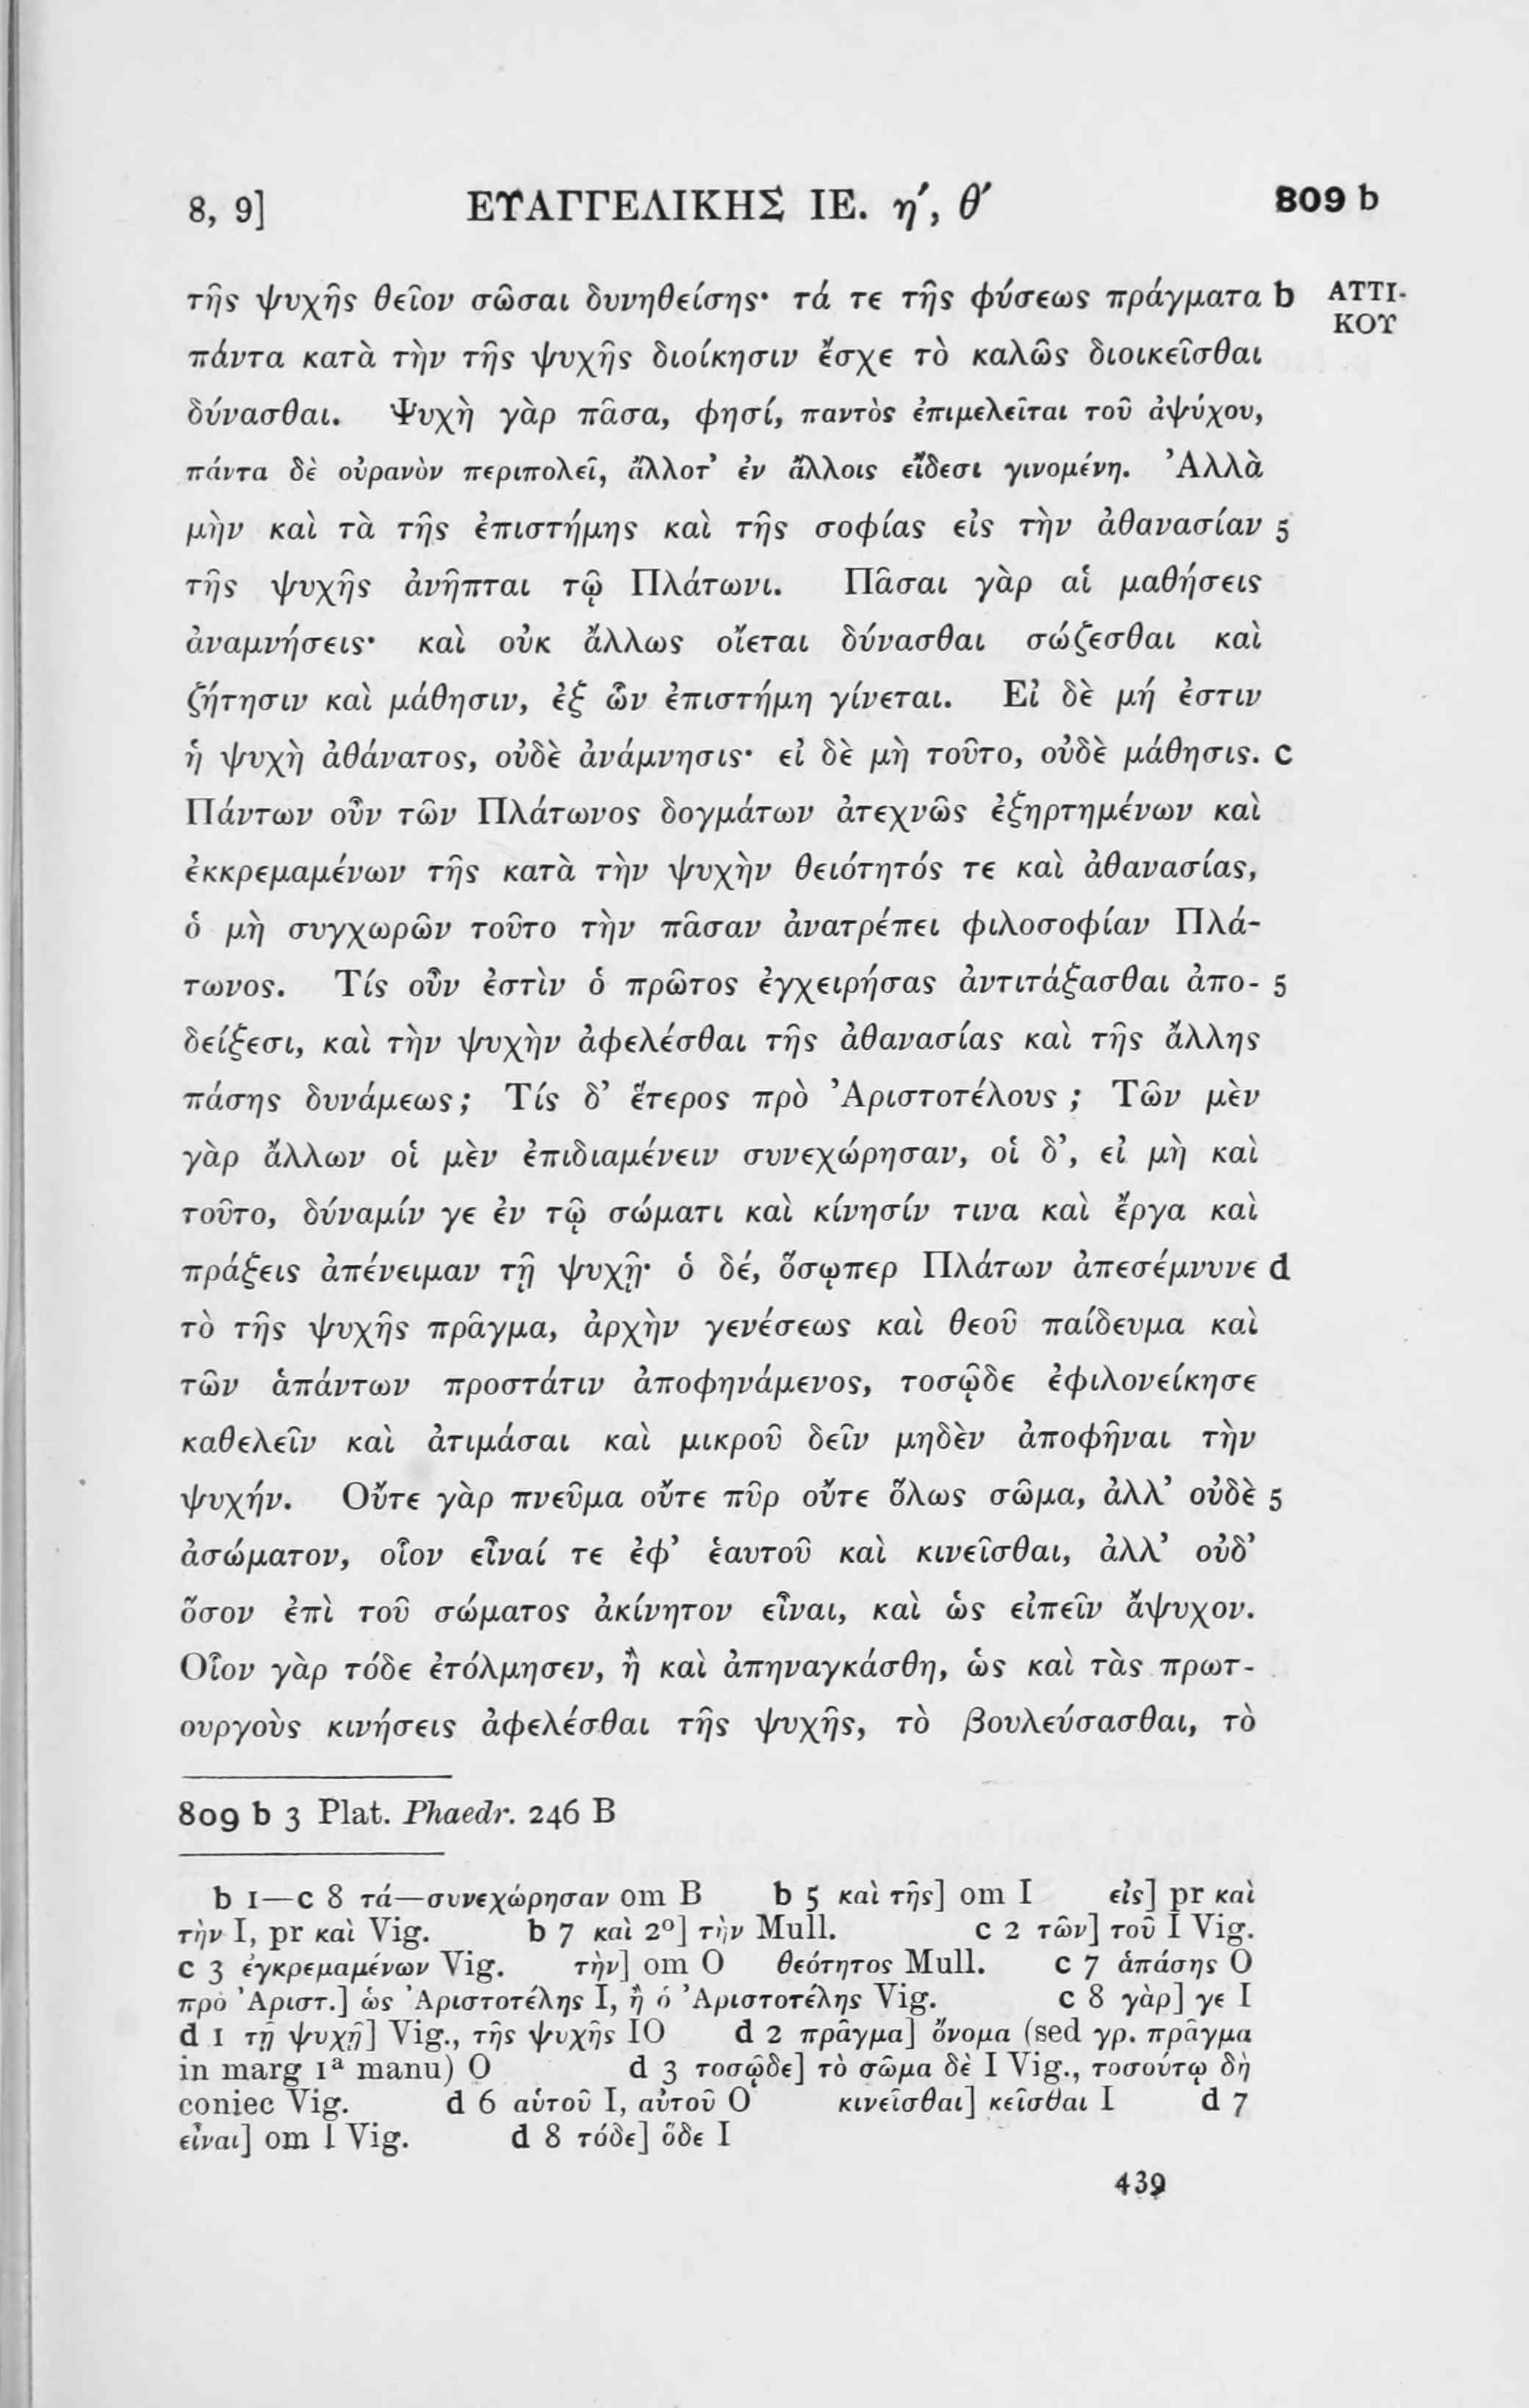 8, 9] ΕΥΑΓΓΕΛΙΚΗΣ ΙΕ. η΄, θ΄ 809 b
τῆς ψυχῆς θεῖον σῶσαι δυνηθείσης· τά τε τῆς φύσεως πράγματα b ΑΤΤΙ-
ΚΟΥ
πάντα κατὰ τὴν τῆς ψυχῆς διοίκησιν ἔσχε τὸ καλῶς διοικεῖσθαι
δύνασθαι. Ψυχὴ γὰρ πᾶσα, φησί, παντὸς ἐπιμελεῖται τοῦ ἀψύχου,
πάντα δὲ οὐρανὸν περιπολεῖ, ἄλλοτ᾽ ἐν ἄλλοις εἴδεσι γινομένη. Ἀλλὰ
μὴν καὶ τὰ τῆς ἐπιστήμης καὶ τῆς σοφίας εἰς τὴν ἀθανασίαν 5
τῆς ψυχῆς ἀνῆπται τῷ Πλάτωνι. Πᾶσαι γὰρ αἱ μαθήσεις
ἀναμνήσεις· καὶ οὐκ ἄλλως οἴεται δύνασθαι σώζεσθαι καὶ
ζήτησιν καὶ μάθησιν, ἐξ ὧν ἐπιστήμη γίνεται. Εἰ δὲ μή ἐστιν
ἡ ψυχὴ ἀθάνατος, οὐδὲ ἀνάμνησις· εἰ δὲ μὴ τοῦτο, οὐδὲ μάθησις. c
Πάντων οὖν τῶν Πλάτωνος δογμάτων ἀτεχνῶς ἐξηρτημένων καὶ
ἐκκρεμαμένων τῆς κατὰ τὴν ψυχὴν θειότητός τε καὶ ἀθανασίας,
ὁ μὴ συγχωρῶν τοῦτο τὴν πᾶσαν ἀνατρέπει φιλοσοφίαν Πλά-
τωνος. Τίς οὖν ἐστὶν ὁ πρῶτος ἐγχειρήσας ἀντιτάξασθαι ἀπο- 5
δείξεσι, καὶ τὴν ψυχὴν ἀφελέσθαι τῆς ἀθανασίας καὶ τῆς ἄλλης
πάσης δυνάμεως; Τίς δ᾽ ἕτερος πρὸ Ἀριστοτέλους ; Τῶν μὲν
γὰρ ἄλλων οἱ μὲν ἐπιδιαμένειν συνεχώρησαν, οἱ δ᾽, εἰ μὴ καὶ
τοῦτο, δύναμίν γε ἐν τῷ σώματι καὶ κίνησίν τινα καὶ ἔργα καὶ
πράξεις ἀπένειμαν τῇ ψυχῇ· ὁ δέ, ὅσῳπερ Πλάτων ἀπεσέμνυνε d
τὸ τῆς ψυχῆς πρᾶγμα, ἀρχὴν γενέσεως καὶ θεοῦ παίδευμα καὶ
τῶν ἁπάντων προστάτιν ἀποφηνάμενος, τοσῷδε ἐφιλονείκησε
καθελεῖν καὶ ἀτιμάσαι καὶ μικροῦ δεῖν μηδὲν ἀποφῆναι τὴν
ψυχήν. Οὔτε γὰρ πνεῦμα οὔτε πῦρ οὔτε ὅλως σῶμα, ἀλλ᾽ οὐδὲ 5
ἀσώματον, οἷον εἶναί τε ἐφ᾽ ἑαυτοῦ καὶ κινεῖσθαι, ἀλλ᾽ οὐδ᾽
ὅσον ἐπὶ τοῦ σώματος ἀκίνητον εἶναι, καὶ ὡς εἰπεῖν ἄψυχον.
Οἷον γὰρ τόδε ἐτόλμησεν, ἢ καὶ ἀπηναγκάσθη, ὡς καὶ τὰς πρωτ-
ουργοὺς κινήσεις ἀφελέσθαι τῆς ψυχῆς, τὸ βουλεύσασθαι, τὸ
809 b 3 Plat. Phaedr. 246 B
b 1—c 8 τά—συνεχώρησαν om B b 5 καὶ τῆς] om I εἰς] pr καὶ
τὴν I, pr καὶ Vig. b 7 καὶ 2º] τὴν Mull. c 2 τῶν] τοῦ I Vig.
c 3 ἐγκρεμαμένων Vig. τὴν] om O θεότητος Mull. c 7 ἁπάσης O
πρὸ Ἀριστ.] ὡς Ἀριστοτέλης I, ἢ ὁ Ἀριστοτέλης Vig. c 8 γὰρ] γε I
d 1 τῇ ψυχῇ] Vig., τῆς ψυχῆς IO d 2 πρᾶγμα] ὄνομα (sed γρ. πρᾶγμα
in marg 1ª manu) O d 3 τοσῷδε] τὸ σῶμα δὲ I Vig., τοσούτῳ δὴ
coniec Vig. d 6 αὑτοῦ I, αὐτοῦ O κινεῖσθαι] κεῖσθαι I d 7
εἶναι] om I Vig. d 8 τόδε] ὅδε I
439